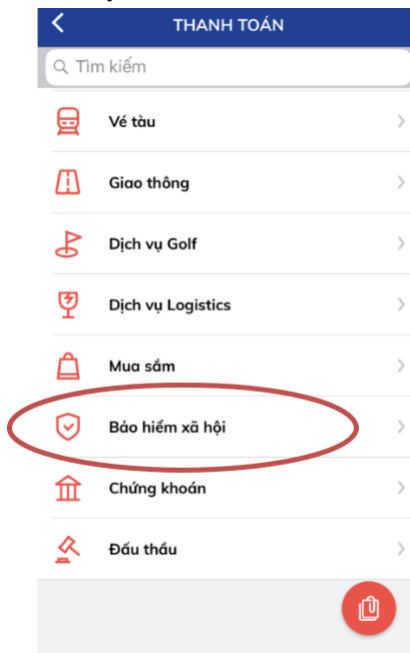 THANH TOÁN
Tìm kiếm
Vé tàu
Giao thông
Dịch vụ Golf
Dịch vụ Logistics
Mua sắm
Bảo hiểm xã hội
Chứng khoán
Đấu thầu